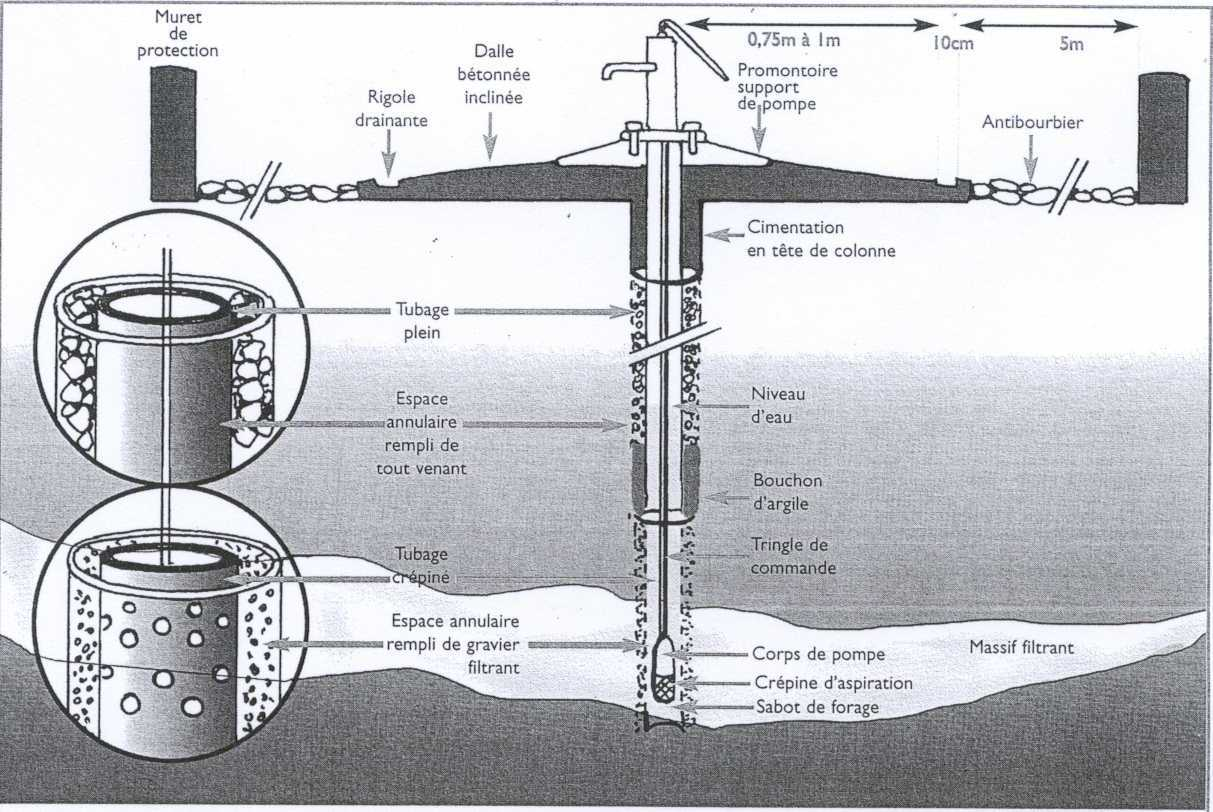 Muret
de
protection
Dalle
bétonnée
inclinée
Rigole
drainante
0,75m à 1m
10cm
5m
Promontoire
support
de pompe
Antibourbier
Cimentation
en tête de colonne
Tubage
plein
Espace
annulaire
rempli de
tout venant
Niveau
d'eau
Bouchon
d'argile
Tubage
crépiné
Tringle de
commande
Espace annulaire
rempli de gravier
filtrant
Corps de pompe
Massif filtrant
Crépine d'aspiration
Sabot de forage